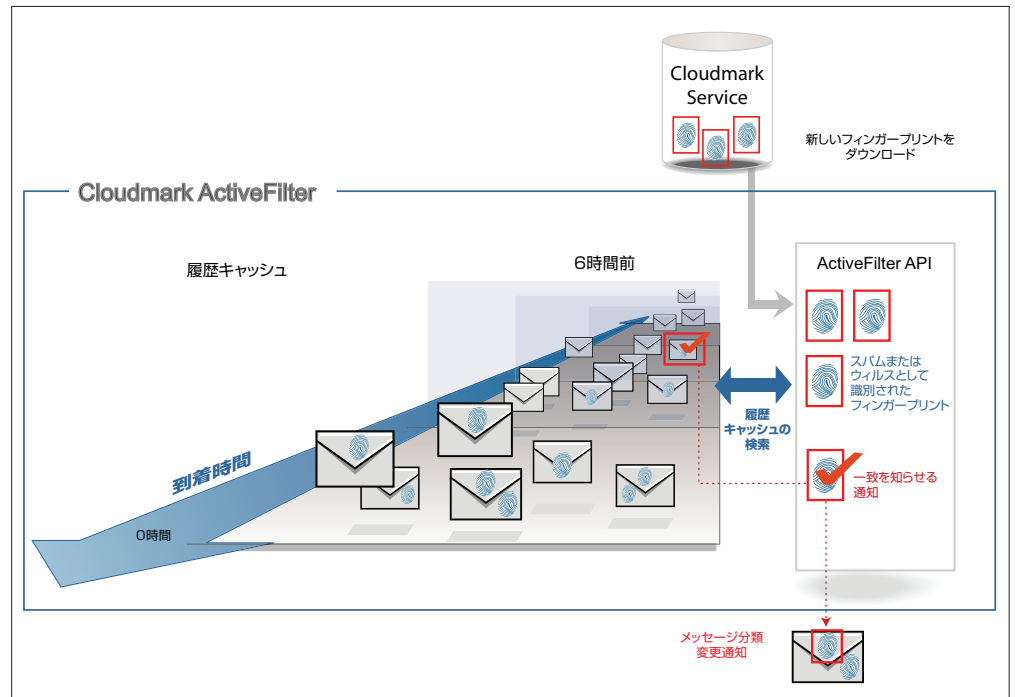 Cloudmark
Service
新しいフィンガープリントを
ダウンロード
Cloudmark ActiveFilter
履歴キャッシュ
6時間前
ActiveFilter API
スパムまたは
ウィルスとして
識別された
フィンガープリント
履歴
キャッシュの
検索
到着時間
0時間
一致を知らせる
通知
メッセージ分類
変更通知